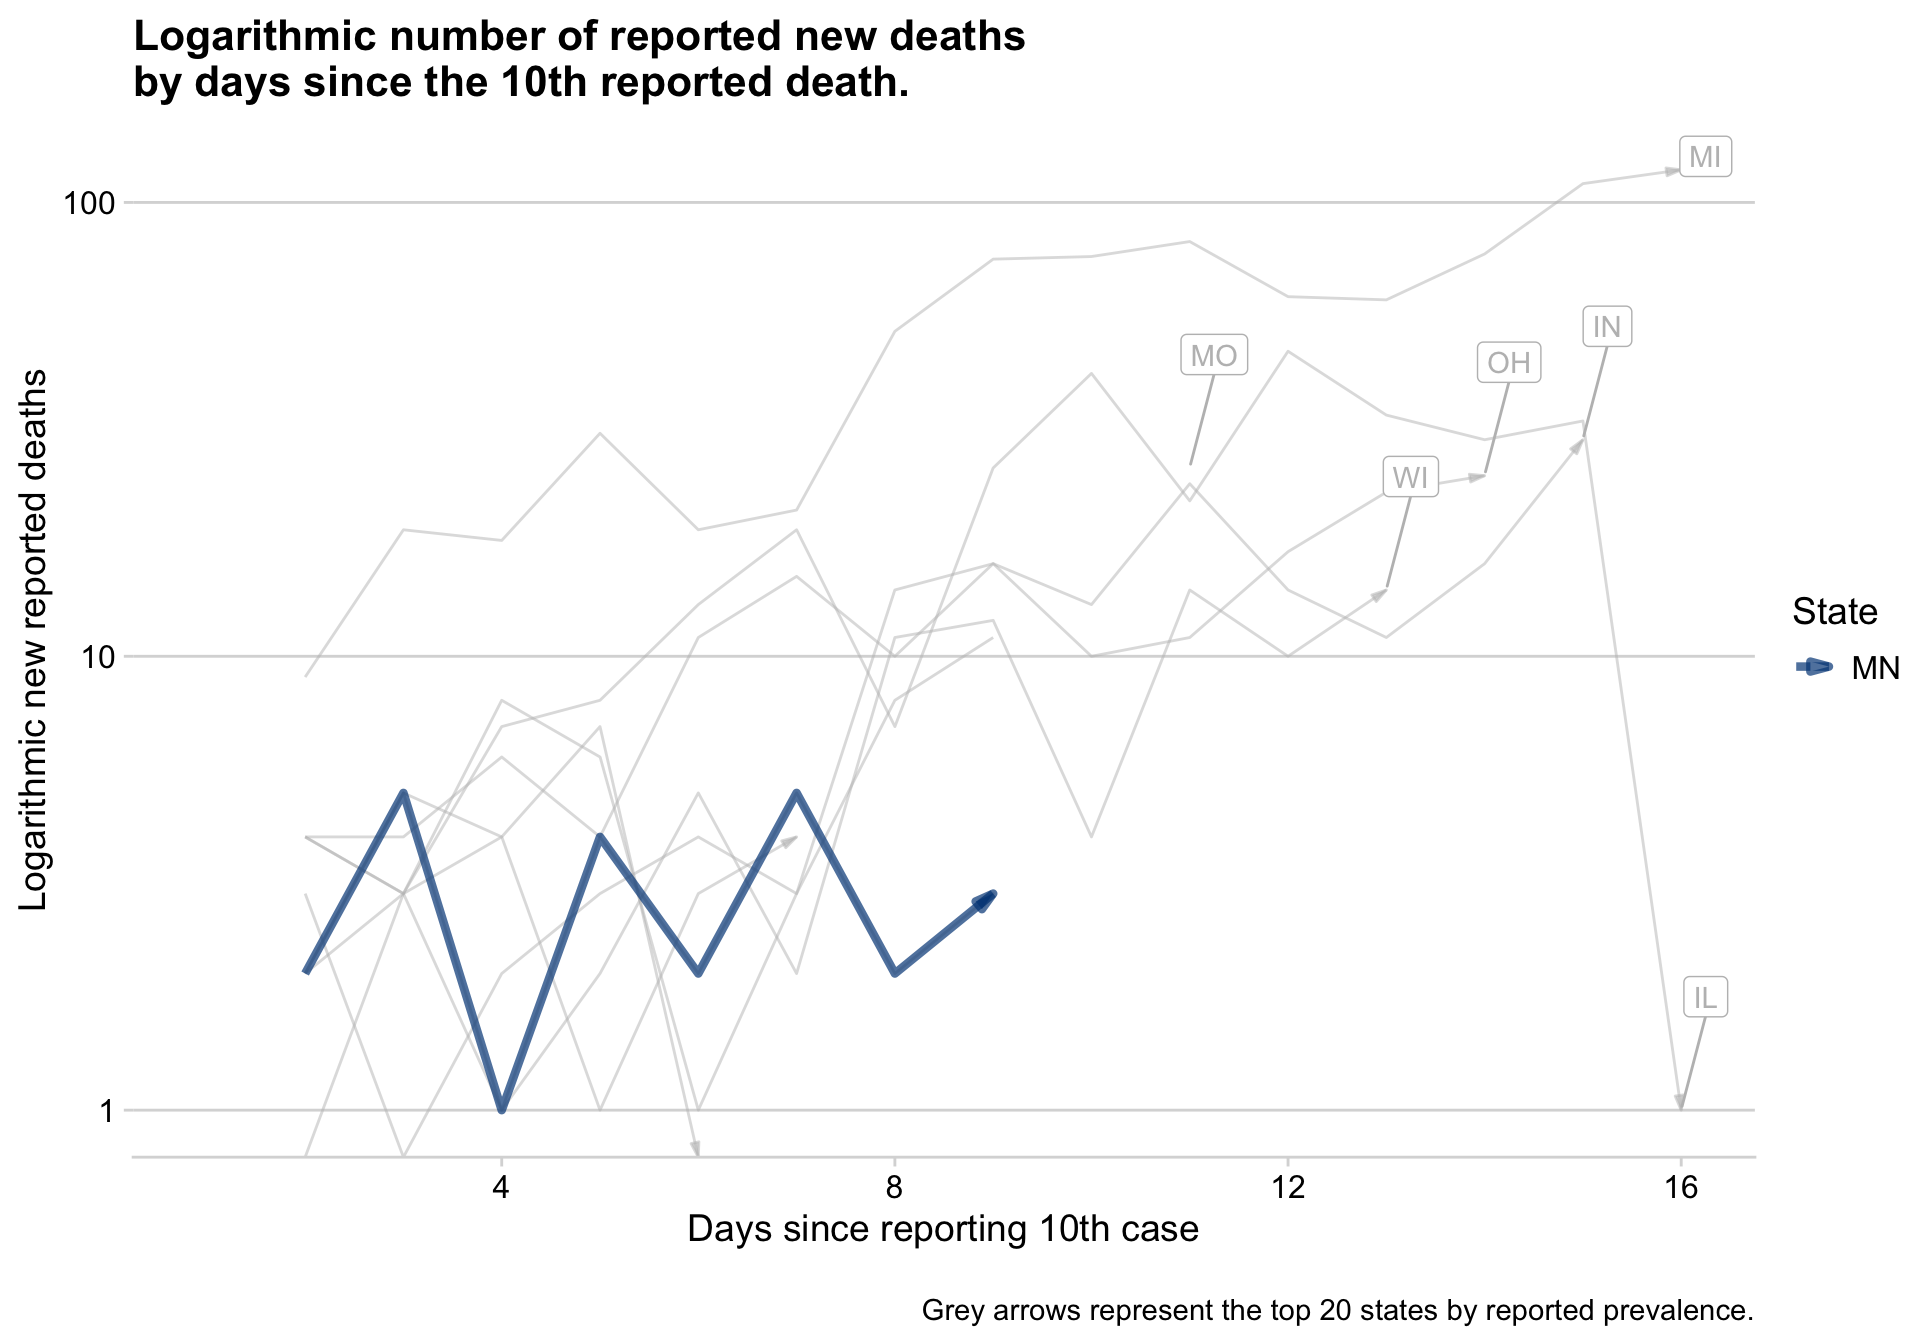 Logarithmic number of reported new deaths
by days since the 10th reported death.
MI
100
IN
MO
OH
WI
Logarithmic new reported deaths
State
10
MN
IL
1
4
8
12
16
Days since reporting 10th case
Grey arrows represent the top 20 states by reported prevalence.